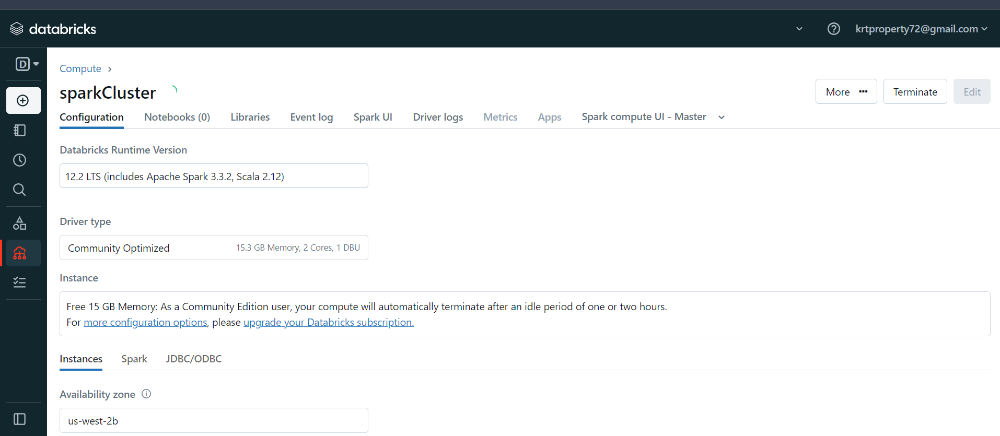 databricks
krtproperty72@gmail.com
D
Compute
sparkCluster
More
Terminate
Edit
Configuration
Notebooks (0)
Libraries
Event log
Spark UI
Driver logs
Metrics
Apps
Spark compute UI - Master
Databricks Runtime Version
12.2 LTS (includes Apache Spark 3.3.2, Scala 2.12)
Driver type
Community Optimized
15.3 GB Memory, 2 Cores, 1 DBU
Instance
Free 15 GB Memory: As a Community Edition user, your compute will automatically terminate after an idle period of one or two hours.
For more configuration options, please upgrade your Databricks subscription.
Instances
Spark
JDBC/ODBC
Availability zone
us-west-2b